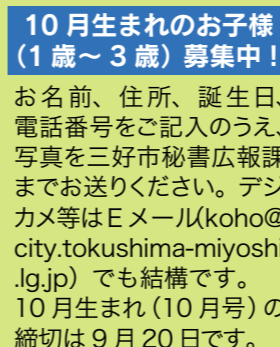 10月生まれのお子様
(1歳～3歳)募集中！
お名前、住所、誕生日、
電話番号をご記入のうえ、
写真を三好市秘書広報課
までお送りください。デジ
カメ等はEメール(koho@
city.tokushima-miyoshi
.lg.jp)でも結構です。
10月生まれ(10月号)の
締切は9月20日です。